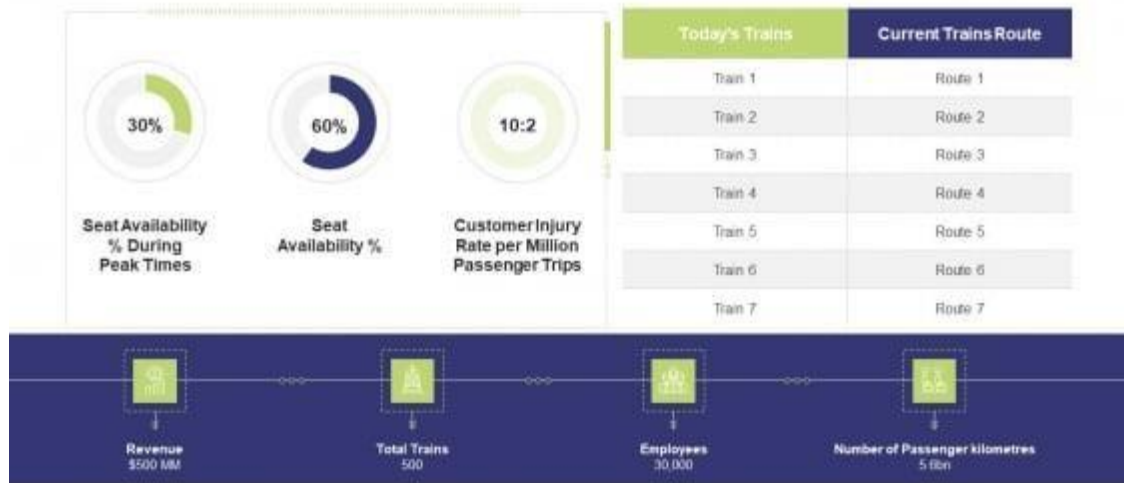 30%
60%
10:2
Seat Availability
% During
Peak Times
Seat
Availability %
Customer Injury
Rate per Million
Passenger Trips
Today's Trains Current Trains Route
Train 1 Route 1
Train 2 Route 2
Train 3 Route 3
Train 4 Route 4
Train 5 Route 5
Train 6 Route 6
Train 7 Route 7
Revenue
$500 MM
Total Trains
500
Employees
30,000
Number of Passenger kilometres